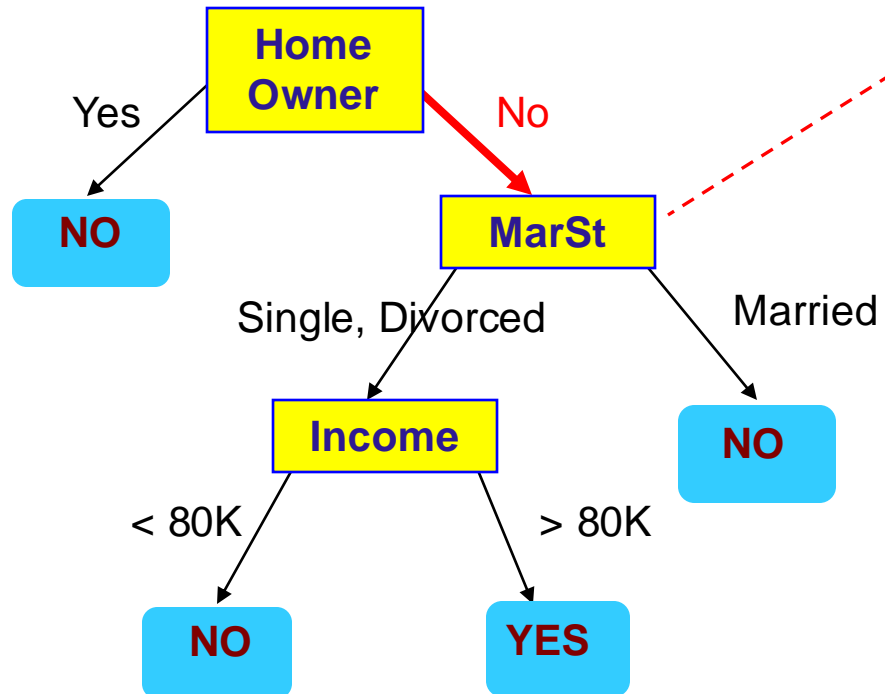 Home
Owner
Yes
No
NO
MarSt
Single, Divorced
Married
Income
NO
< 80K
> 80K
NO
YES